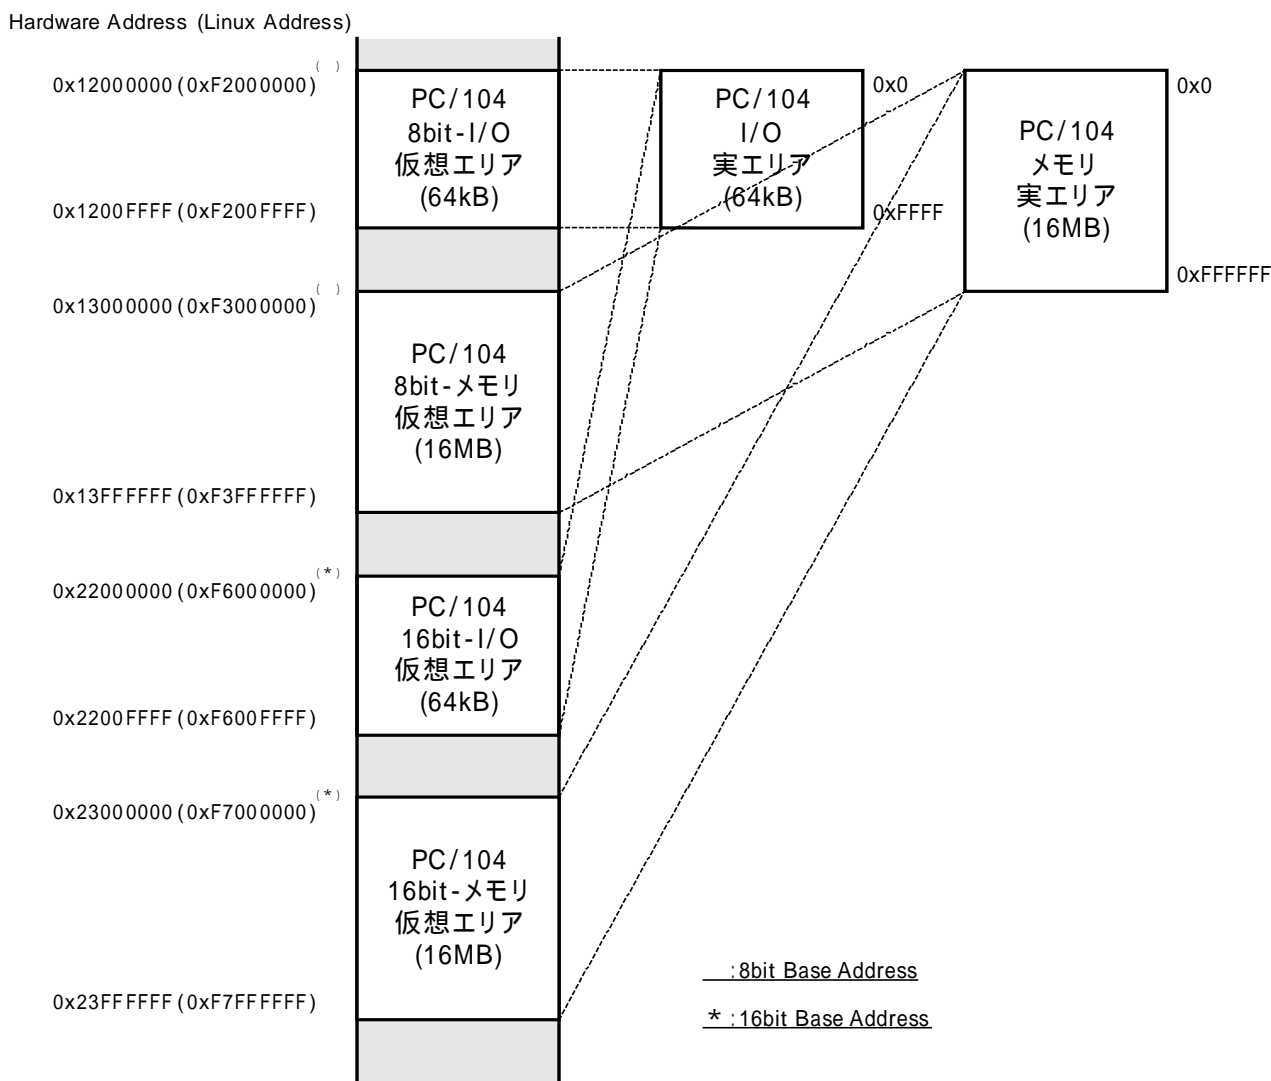 Hardware Address (Linux Address)
0x12000000(0xF2000000)( )
0x1200FFFF(0xF200FFFF)
0x13000000(0xF3000000)( )
0x13FFFFFF(0xF3FFFFFF)
0x22000000(0xF6000000)(*)
0x2200FFFF(0xF600FFFF)
0x23000000(0xF7000000)(*)
0x23FFFFFF(0xF7FFFFFF)
PC/104
8bit-I/O
仮想エリア
(64kB)
PC/104
8bit-メモリ
仮想エリア
(16MB)
PC/104
16bit-I/O
仮想エリア
(64kB)
PC/104
16bit-メモリ
仮想エリア
(16MB)
PC/104
I/O
実エリア
(64kB)
0x0
0xFFFF
PC/104
メモリ
実エリア
(16MB)
0x0
0xFFFFFF
:8bit Base Address
* :16bit Base Address